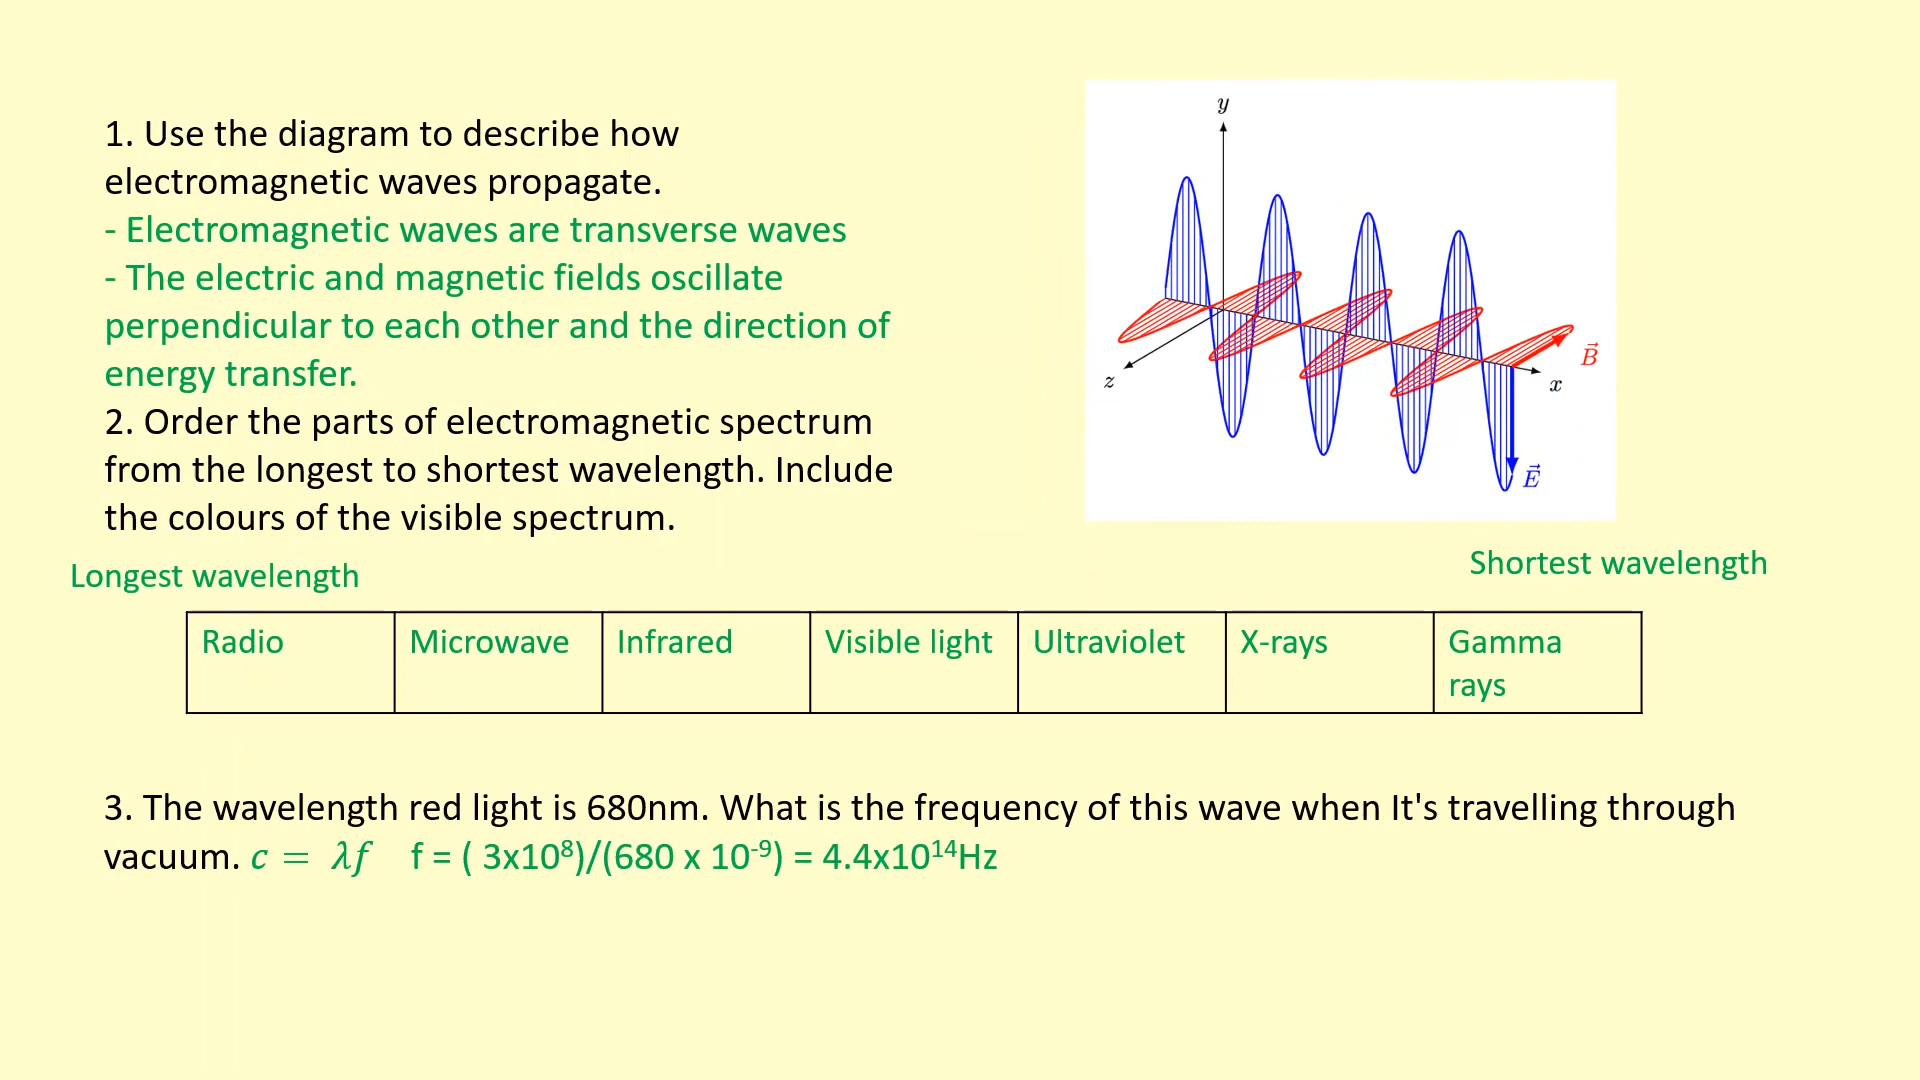 1. Use the diagram to describe how
electromagnetic waves propagate.
- Electromagnetic waves are transverse waves
- The electric and magnetic fields oscillate
perpendicular to each other and the direction of
energy transfer.
2. Order the parts of electromagnetic spectrum
from the longest to shortest wavelength. Include
the colours of the visible spectrum.
y
z
x
B⃗
E⃗
Longest wavelength
Shortest wavelength
Radio Microwave Infrared Visible light Ultraviolet X-rays Gamma
rays
3. The wavelength red light is 680nm. What is the frequency of this wave when It's travelling through
vacuum. c = λf f = ( 3x10⁸)/(680 x 10⁻⁹) = 4.4x10¹⁴Hz